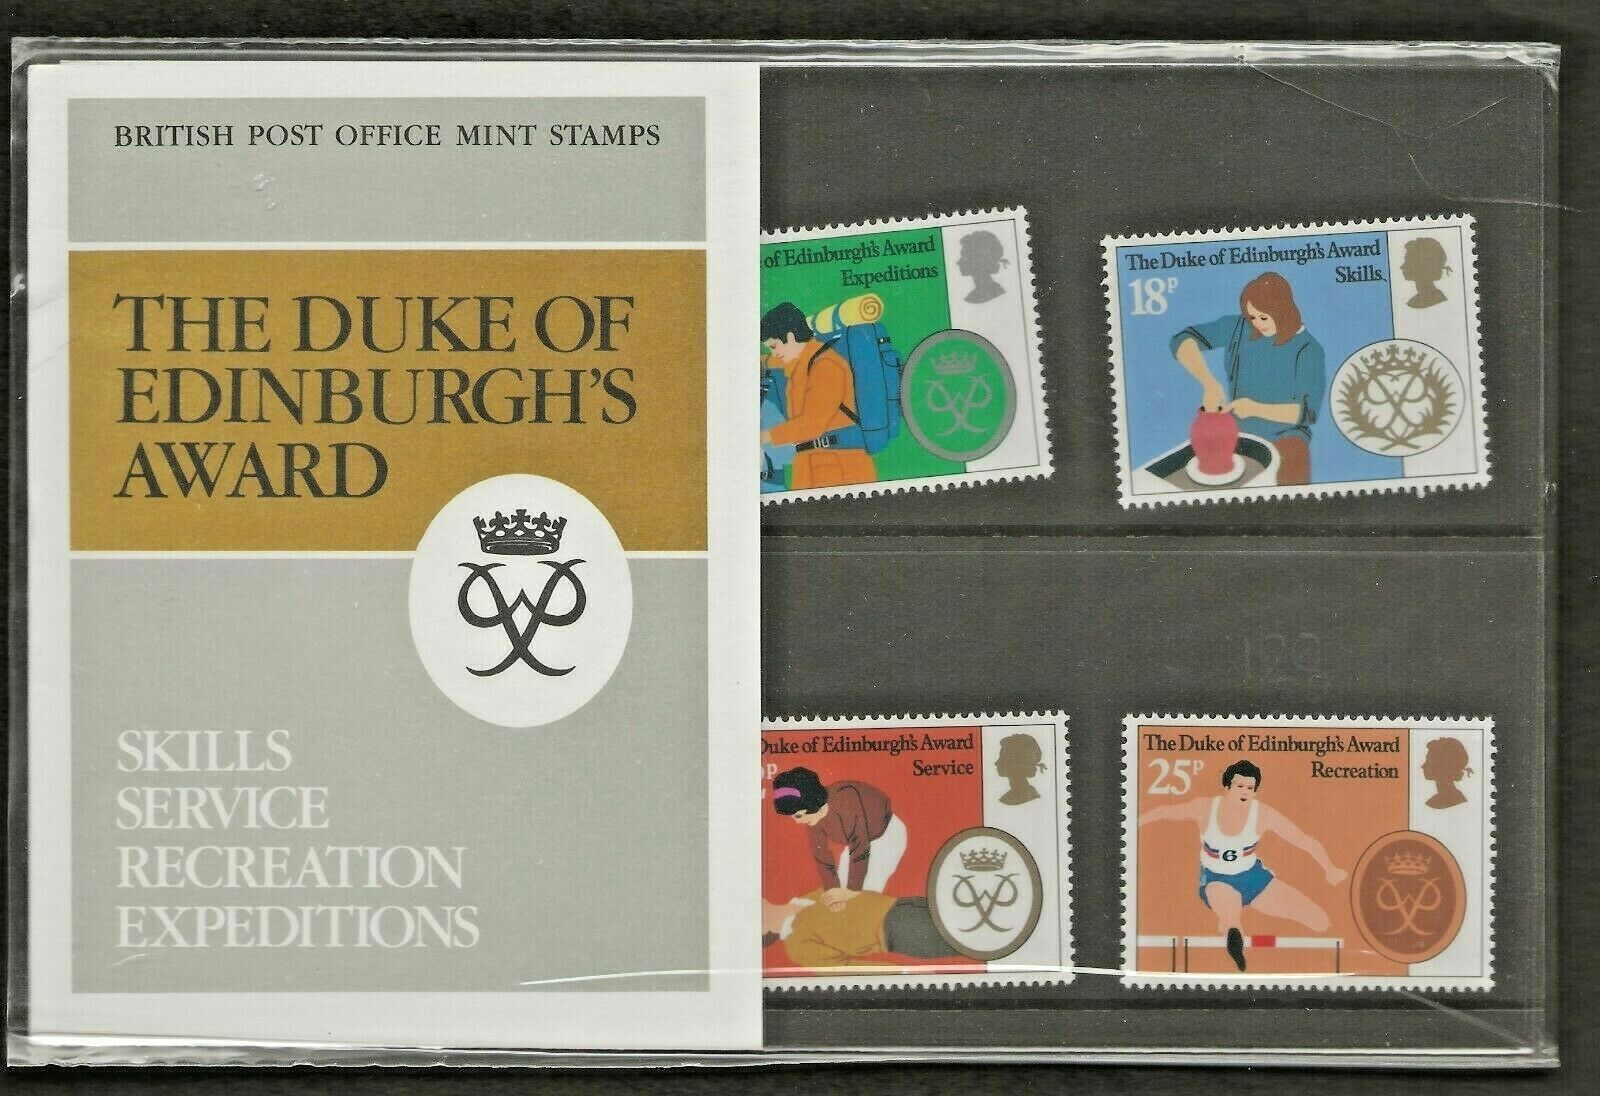 BRITISH POST OFFICE MINT STAMPS
THE DUKE OF
EDINBURGH'S
AWARD
SKILLS
SERVICE
RECREATION
EXPEDITIONS
of Edinburgh's Award
Expeditions
The Duke of Edinburgh's Award
Skills
18p
Duke of Edinburgh's Award
Service
p
The Duke of Edinburgh's Award
Recreation
25p
6
129